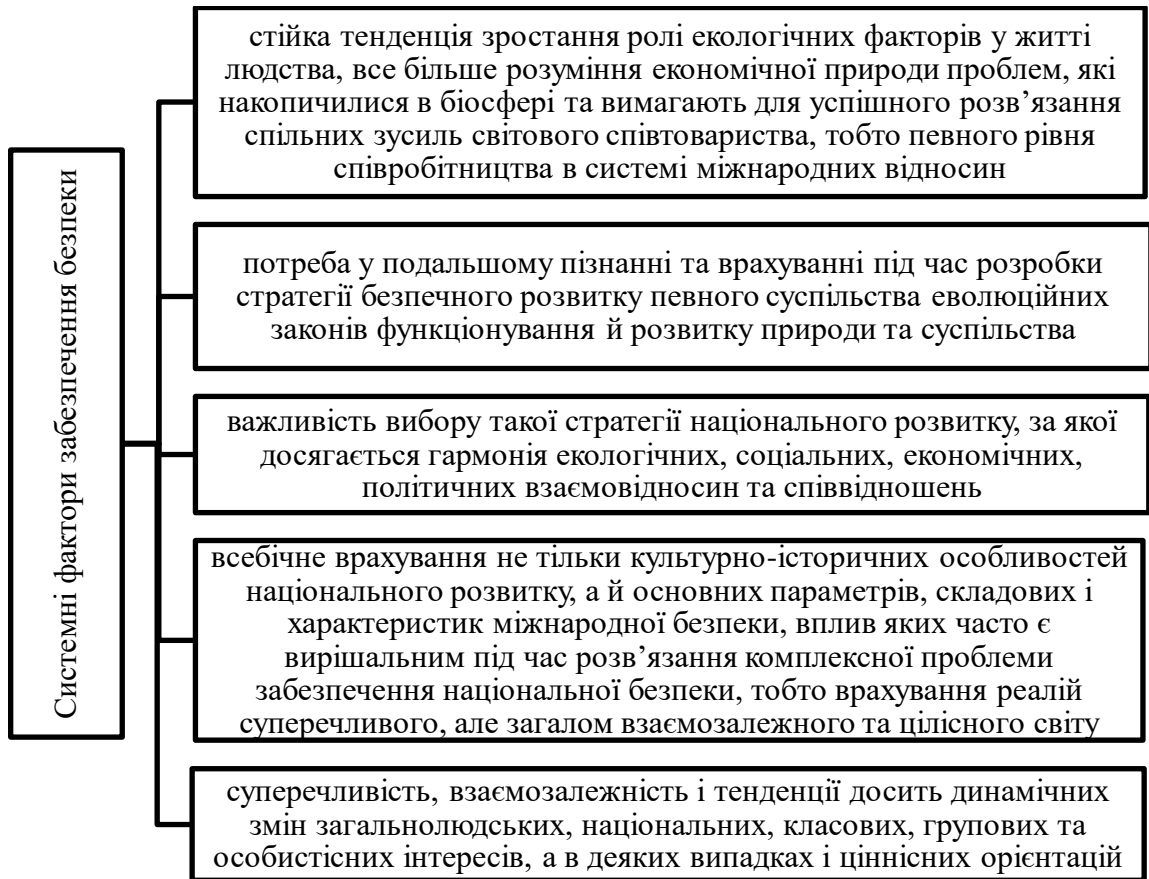 Системні фактори забезпечення безпеки
стійка тенденція зростання ролі екологічних факторів у житті
людства, все більше розуміння економічної природи проблем, які
накопичилися в біосфері та вимагають для успішного розв’язання
спільних зусиль світового співтовариства, тобто певного рівня
співробітництва в системі міжнародних відносин
потреба у подальшому пізнанні та врахуванні під час розробки
стратегії безпечного розвитку певного суспільства еволюційних
законів функціонування й розвитку природи та суспільства
важливість вибору такої стратегії національного розвитку, за якої
досягається гармонія екологічних, соціальних, економічних,
політичних взаємовідносин та співвідношень
всебічне врахування не тільки культурно-історичних особливостей
національного розвитку, а й основних параметрів, складових і
характеристик міжнародної безпеки, вплив яких часто є
вирішальним під час розв’язання комплексної проблеми
забезпечення національної безпеки, тобто врахування реалій
суперечливого, але загалом взаємозалежного та цілісного світу
суперечливість, взаємозалежність і тенденції досить динамічних
змін загальнолюдських, національних, класових, групових та
особистісних інтересів, а в деяких випадках і ціннісних орієнтацій